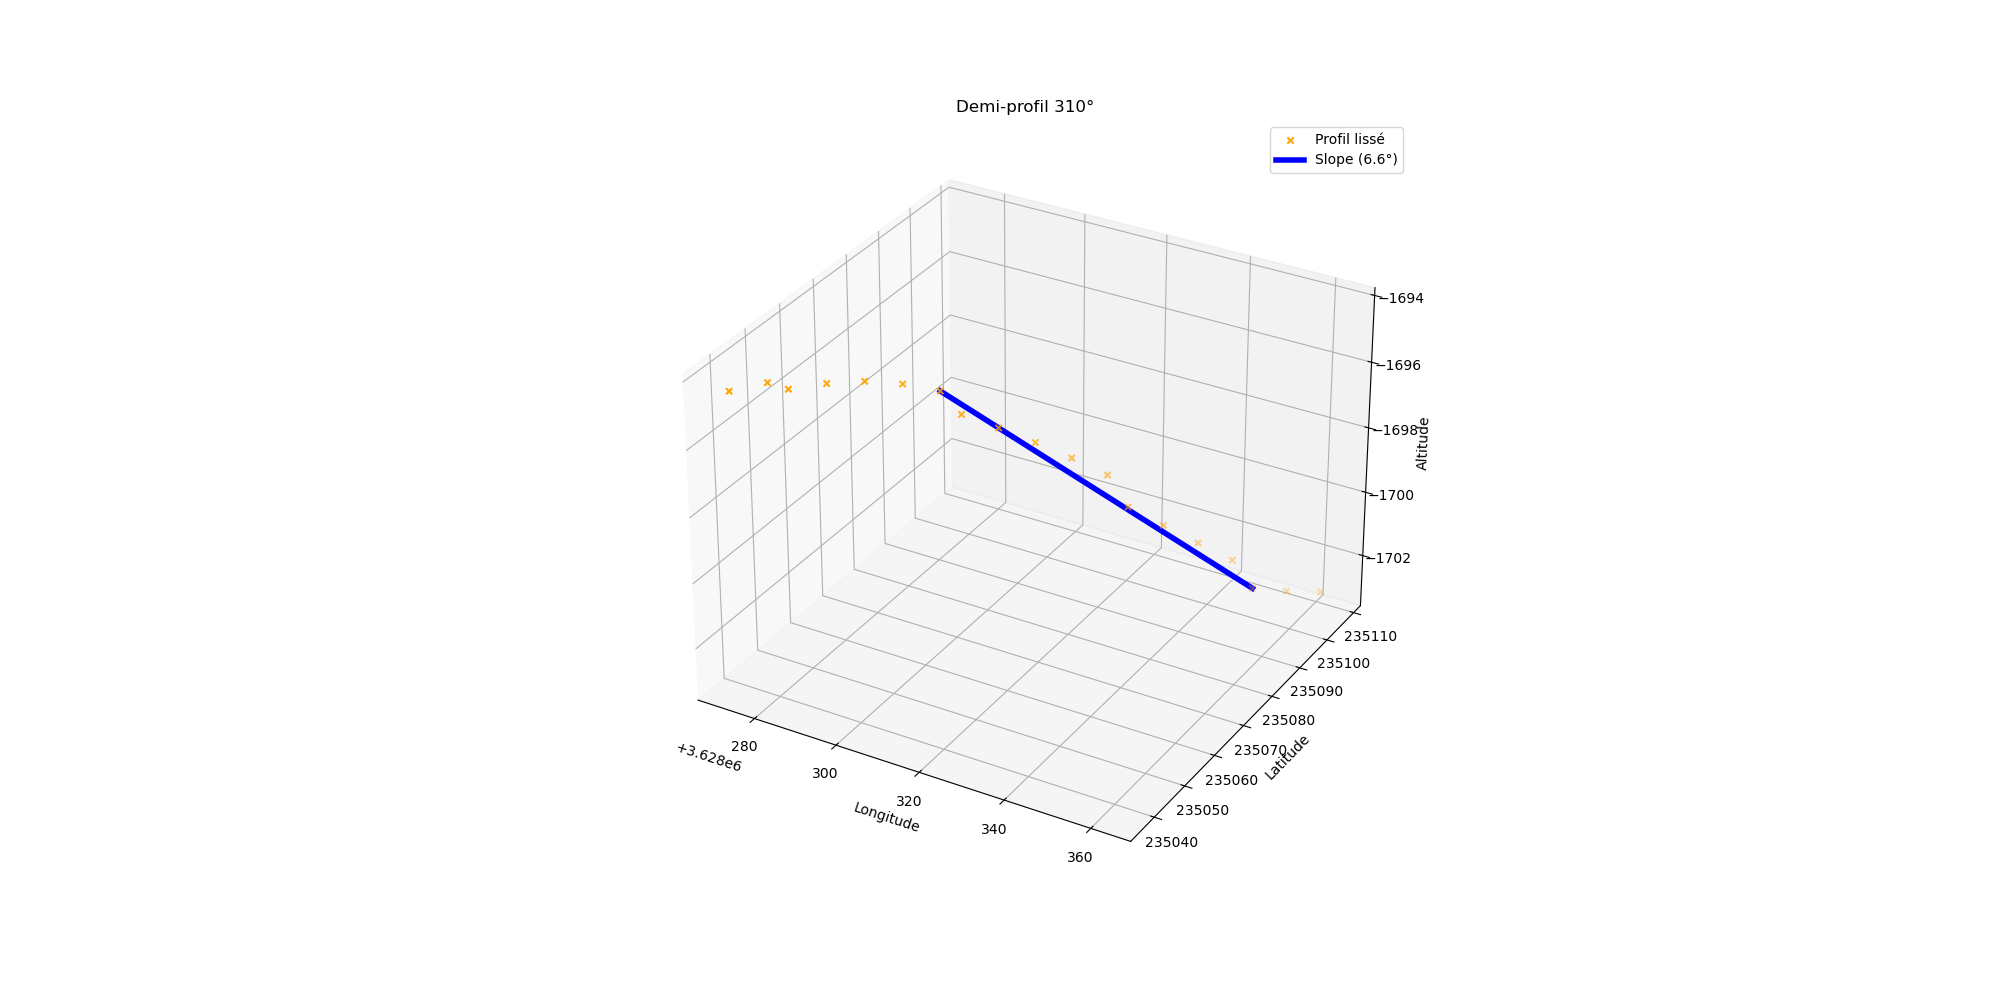 Demi-profil 310°
Profil lissé
Slope (6.6°)
−1694
−1696
−1698
−1700
−1702
Altitude
235110
235100
235090
235080
235070
235060
235050
235040
Latitude
280
300
320
340
360
+3.628e6
Longitude